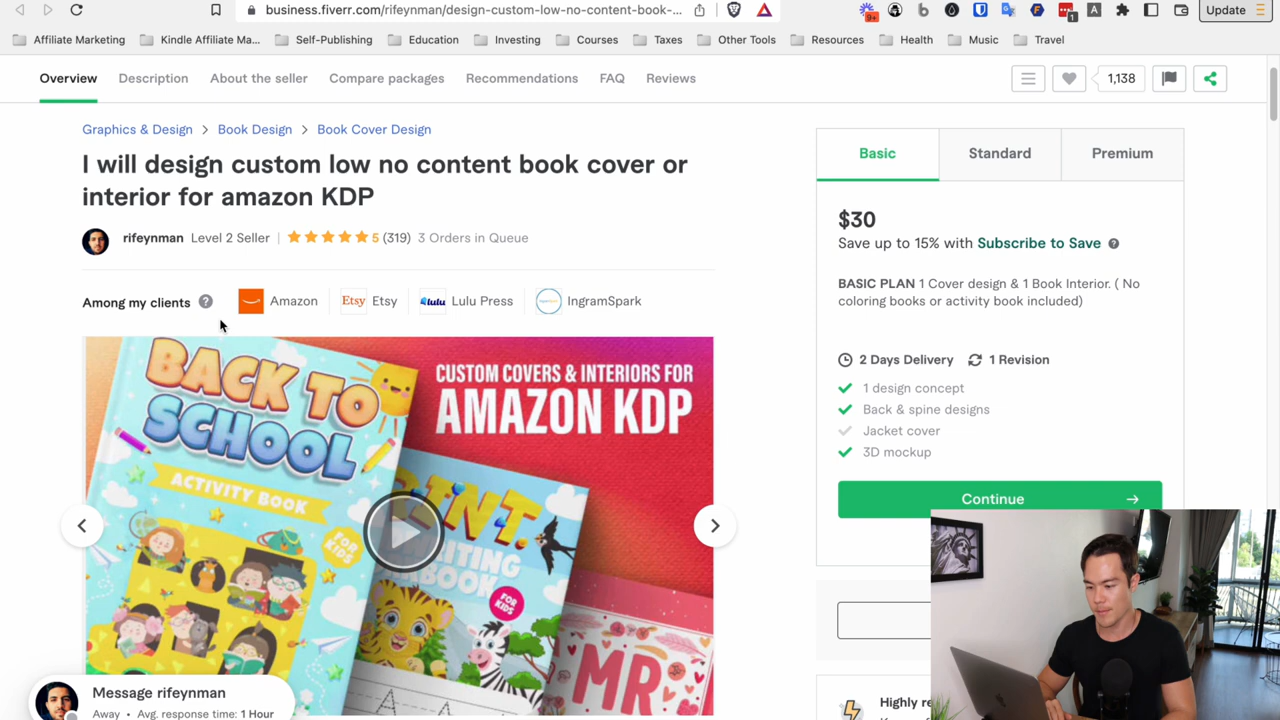 business.fiverr.com/rifeynman/design-custom-low-no-content-book-...
9+
1
A
Update
Affiliate Marketing
Kindle Affiliate Ma...
Self-Publishing
Education
Investing
Courses
Taxes
Other Tools
Resources
Health
Music
Travel
Overview
Description
About the seller
Compare packages
Recommendations
FAQ
Reviews
1,138
Graphics & Design > Book Design > Book Cover Design
I will design custom low no content book cover or
interior for amazon KDP
rifeynman Level 2 Seller | 5 (319) 3 Orders in Queue
Among my clients ?
Amazon
Etsy Etsy
lulu Lulu Press
IngramSpark
BACK TO
SCHOOL
ACTIVITY BOOK
FOR
KIDS
CUSTOM COVERS & INTERIORS FOR
AMAZON KDP
FOR
KIDS
MR
Message rifeynman
Away • Avg. response time: 1 Hour
Basic
Standard
Premium
$30
Save up to 15% with Subscribe to Save ?
BASIC PLAN 1 Cover design & 1 Book Interior. ( No
coloring books or activity book included)
2 Days Delivery
1 Revision
1 design concept
Back & spine designs
Jacket cover
3D mockup
Continue →
Highly re